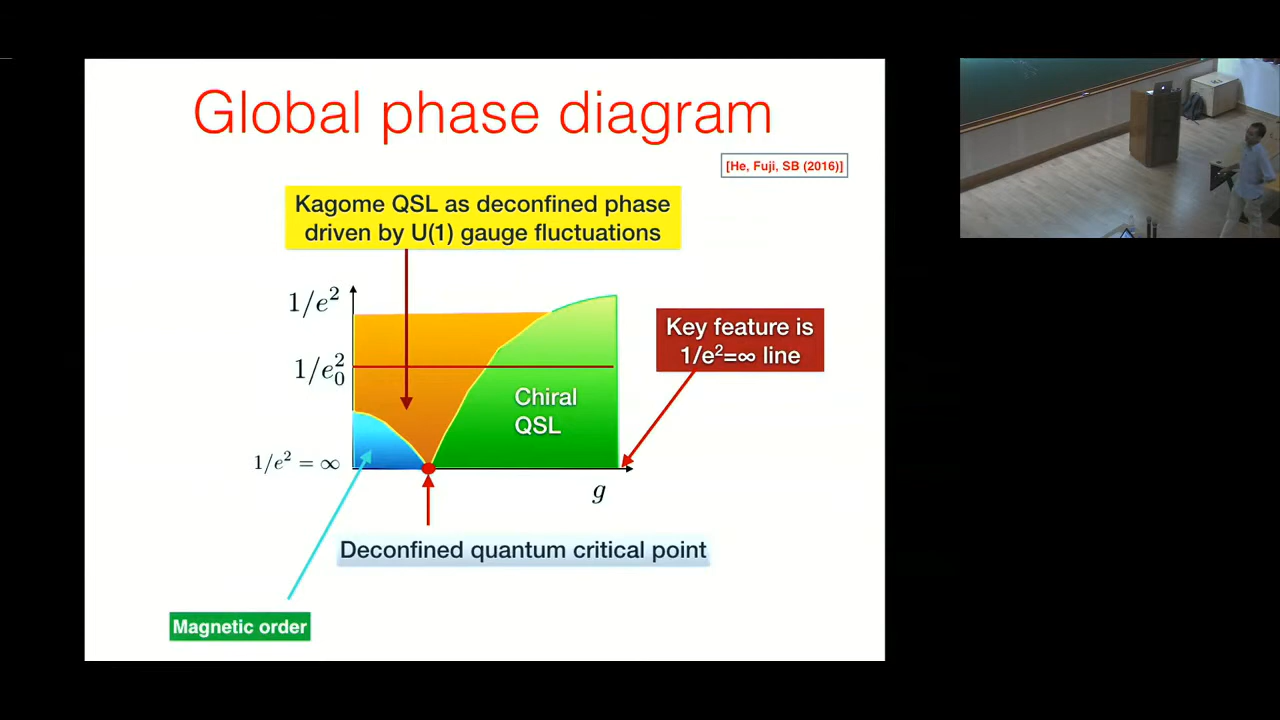 Global phase diagram
[He, Fuji, SB (2016)]
Kagome QSL as deconfined phase
driven by U(1) gauge fluctuations
1/e²
Key feature is
1/e²=∞ line
1/e₀²
Chiral
QSL
1/e² = ∞
g
Deconfined quantum critical point
Magnetic order